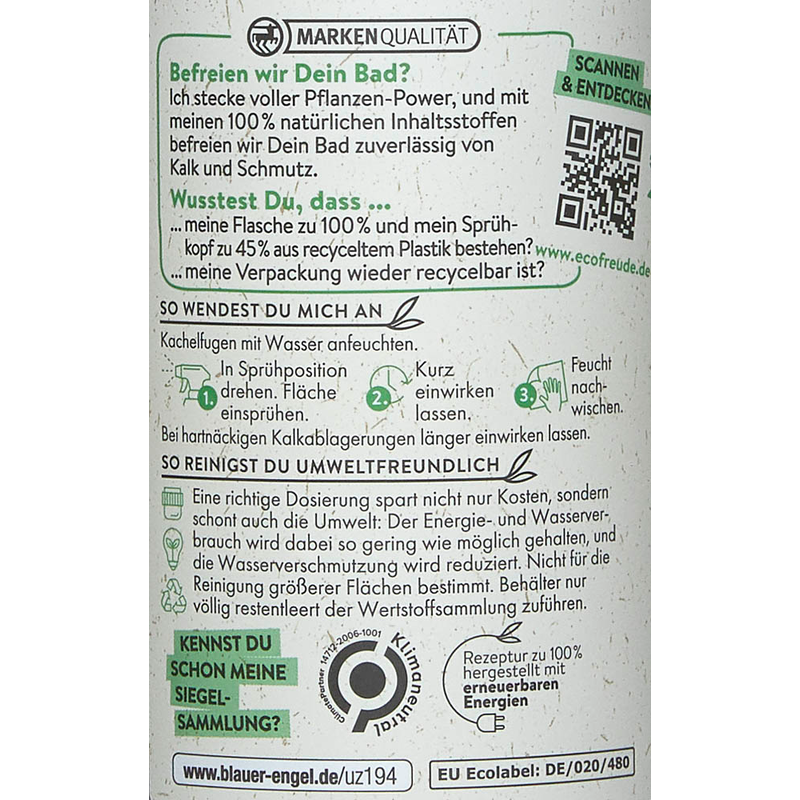 MARKENQUALITÄT
Befreien wir Dein Bad?
Ich stecke voller Pflanzen-Power, und mit
meinen 100% natürlichen Inhaltsstoffen
befreien wir Dein Bad zuverlässig von
Kalk und Schmutz.
Wusstest Du, dass ...
... meine Flasche zu 100% und mein Sprüh-
kopf zu 45% aus recyceltem Plastik bestehen?
... meine Verpackung wieder recycelbar ist?
SCANNEN
& ENTDECKEN
www.ecofreude.de
SO WENDEST DU MICH AN
Kachelfugen mit Wasser anfeuchten.
1. In Sprühposition
drehen. Fläche
einsprühen.
2. Kurz
einwirken
lassen.
3. Feucht
nach-
wischen.
Bei hartnäckigen Kalkablagerungen länger einwirken lassen.
SO REINIGST DU UMWELTFREUNDLICH
Eine richtige Dosierung spart nicht nur Kosten, sondern
schont auch die Umwelt: Der Energie- und Wasserver-
brauch wird dabei so gering wie möglich gehalten, und
die Wasserverschmutzung wird reduziert. Nicht für die
Reinigung größerer Flächen bestimmt. Behälter nur
völlig restentleert der Wertstoffsammlung zuführen.
KENNST DU
SCHON MEINE
SIEGEL-
SAMMLUNG?
Klimaneutral
ClimatePartner 14712-2006-1001
Rezeptur zu 100%
hergestellt mit
erneuerbaren
Energien
www.blauer-engel.de/uz194
EU Ecolabel: DE/020/480